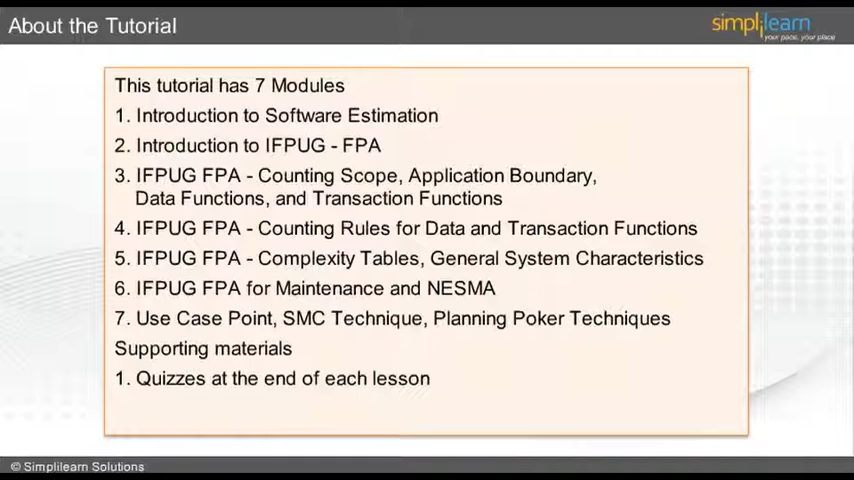 About the Tutorial
simplilearn
your pace, your place
This tutorial has 7 Modules
1. Introduction to Software Estimation
2. Introduction to IFPUG - FPA
3. IFPUG FPA - Counting Scope, Application Boundary,
Data Functions, and Transaction Functions
4. IFPUG FPA - Counting Rules for Data and Transaction Functions
5. IFPUG FPA - Complexity Tables, General System Characteristics
6. IFPUG FPA for Maintenance and NESMA
7. Use Case Point, SMC Technique, Planning Poker Techniques
Supporting materials
1. Quizzes at the end of each lesson
© Simplilearn Solutions